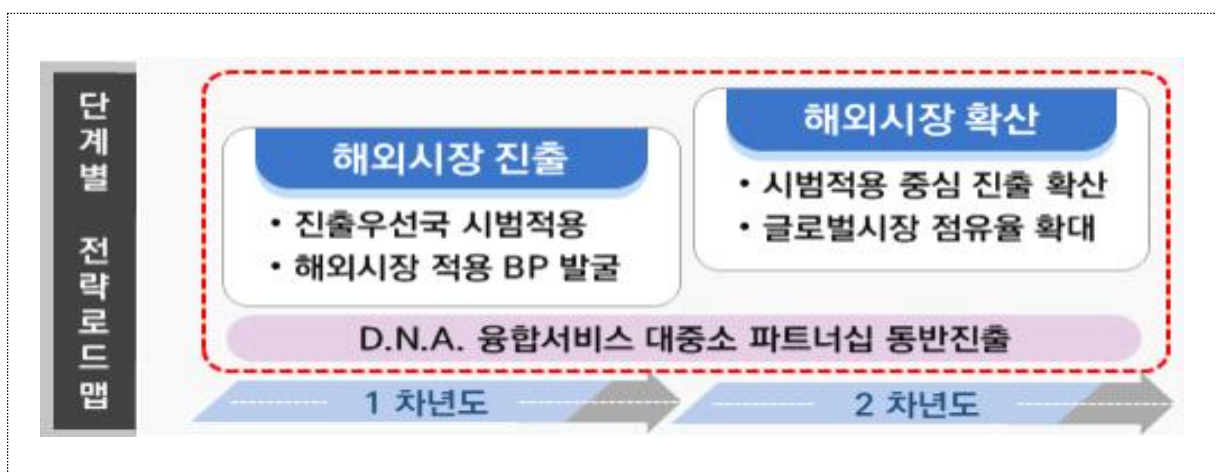 단계별 전략로드맵
해외시장 진출
• 진출우선국 시범적용
• 해외시장 적용 BP 발굴
해외시장 확산
• 시범적용 중심 진출 확산
• 글로벌시장 점유율 확대
D.N.A. 융합서비스 대중소 파트너십 동반진출
1 차년도
2 차년도